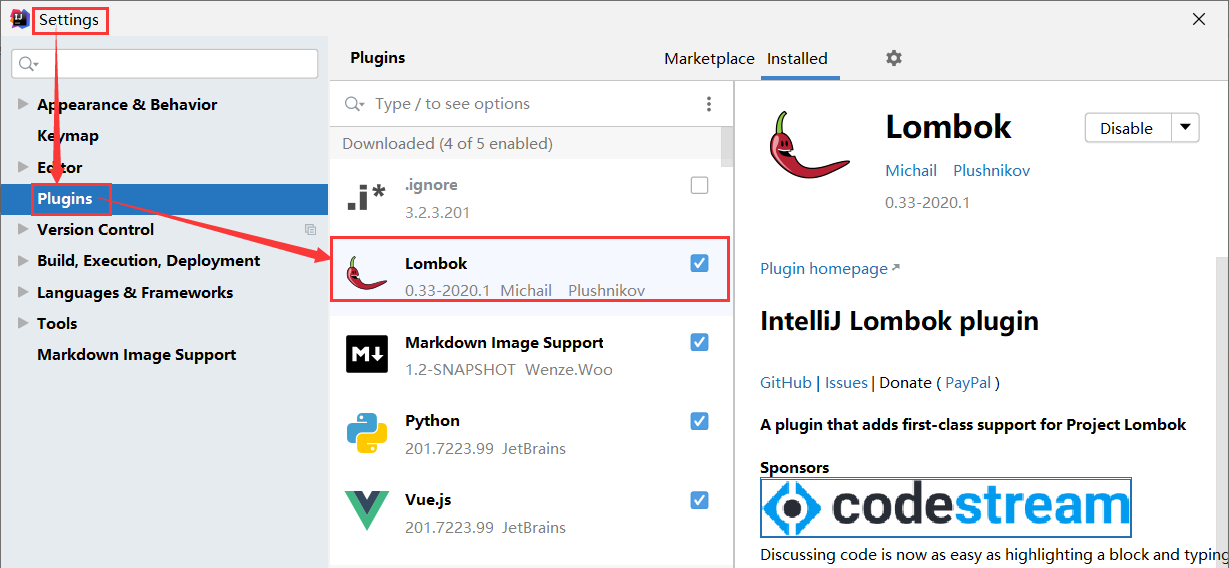 Settings
Appearance & Behavior
Keymap
Editor
Plugins
Version Control
Build, Execution, Deployment
Languages & Frameworks
Tools
Markdown Image Support
Plugins
Marketplace
Installed
Type / to see options
Downloaded (4 of 5 enabled)
.i*
.ignore
3.2.3.201
Lombok
0.33-2020.1 Michail Plushnikov
M
Markdown Image Support
1.2-SNAPSHOT Wenze.Woo
Python
201.7223.99 JetBrains
Vue.js
201.7223.99 JetBrains
Lombok
Disable
Michail Plushnikov
0.33-2020.1
Plugin homepage
IntelliJ Lombok plugin
GitHub | Issues | Donate ( PayPal )
A plugin that adds first-class support for Project Lombok
Sponsors
codestream
Discussing code is now as easy as highlighting a block and typing